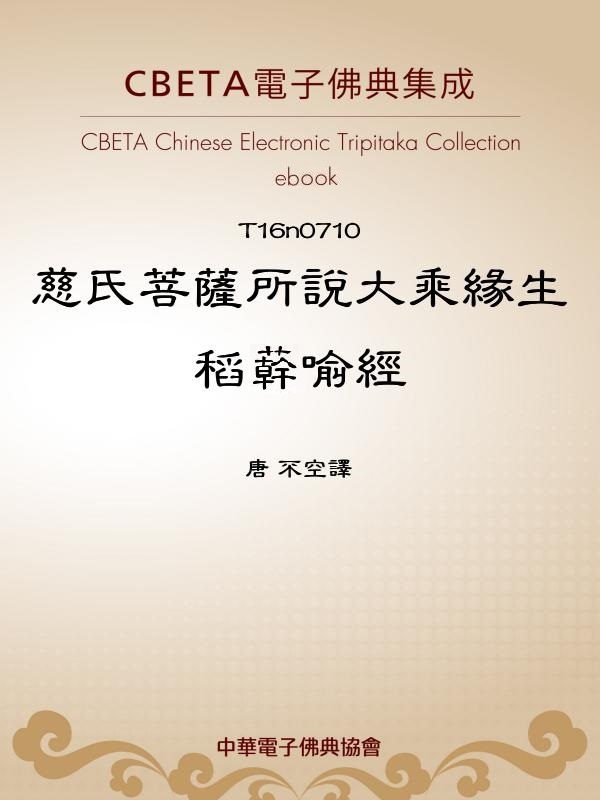 CBETA電子佛典集成
CBETA Chinese Electronic Tripitaka Collection
ebook
T16n0710
慈氏菩薩所說大乘緣生
稻𦼮喻經
唐 不空譯
中華電子佛典協會